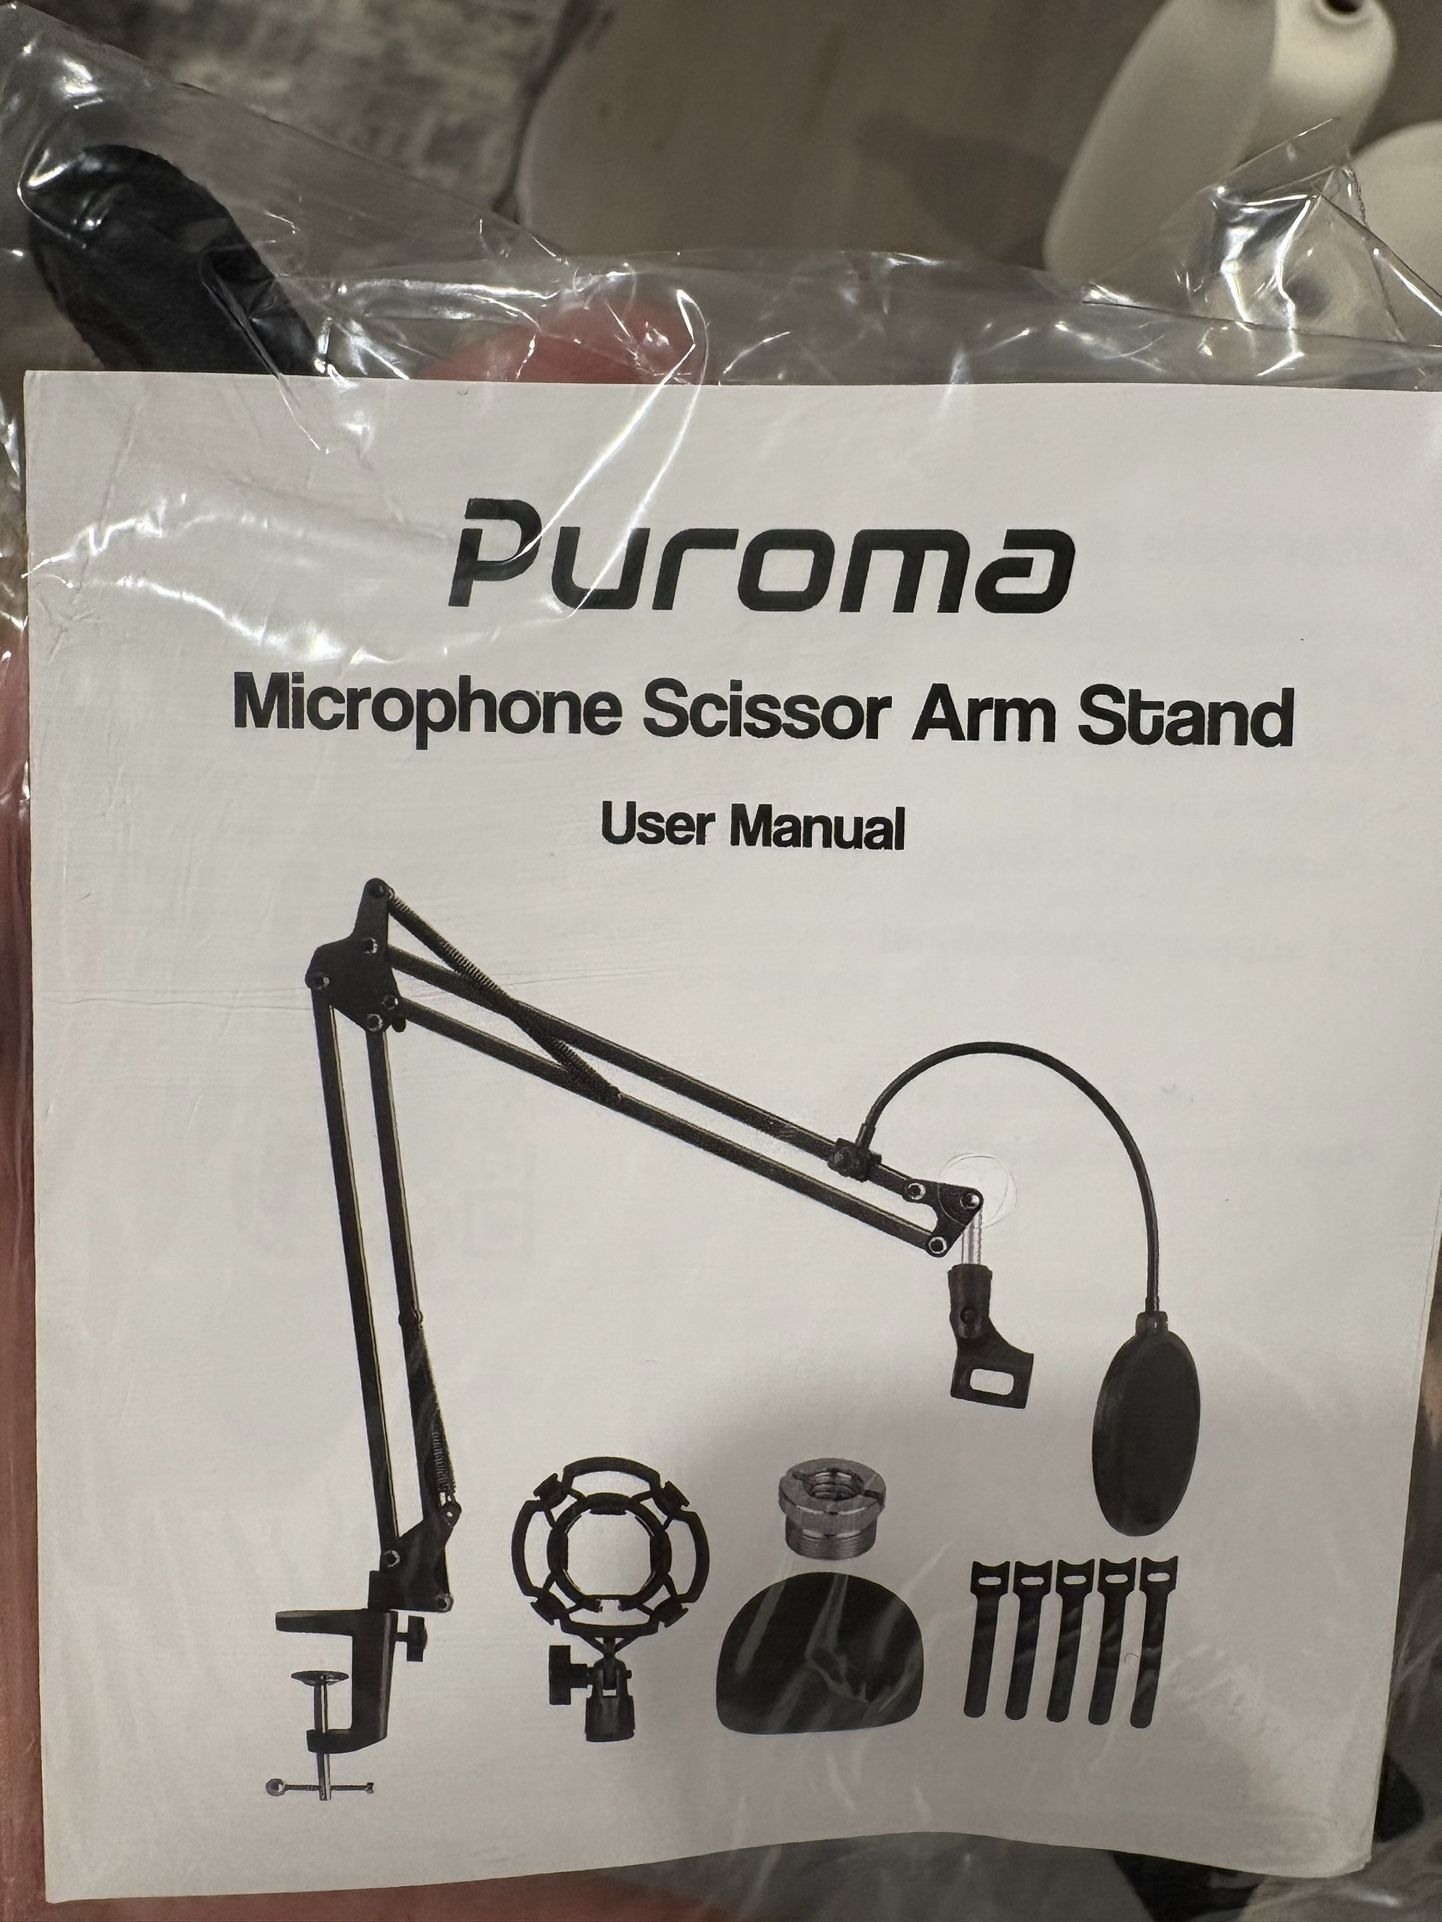 Puroma
Microphone Scissor Arm Stand
User Manual